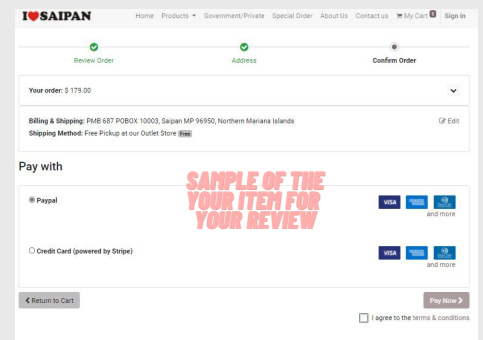 I♥SAIPAN
Home Products Government/Private Special Order About Us Contact us My Cart Sign in
Review Order Address Confirm Order
Your order: $ 179.00
Billing & Shipping: PMB 687 POBOX 10003, Saipan MP 96950, Northern Mariana Islands Edit
Shipping Method: Free Pickup at our Outlet Store Free
Pay with
SAMPLE OF THE
YOUR ITEM FOR
YOUR REVIEW
Paypal VISA
and more
Credit Card (powered by Stripe) VISA
and more
Return to Cart Pay Now
I agree to the terms & conditions